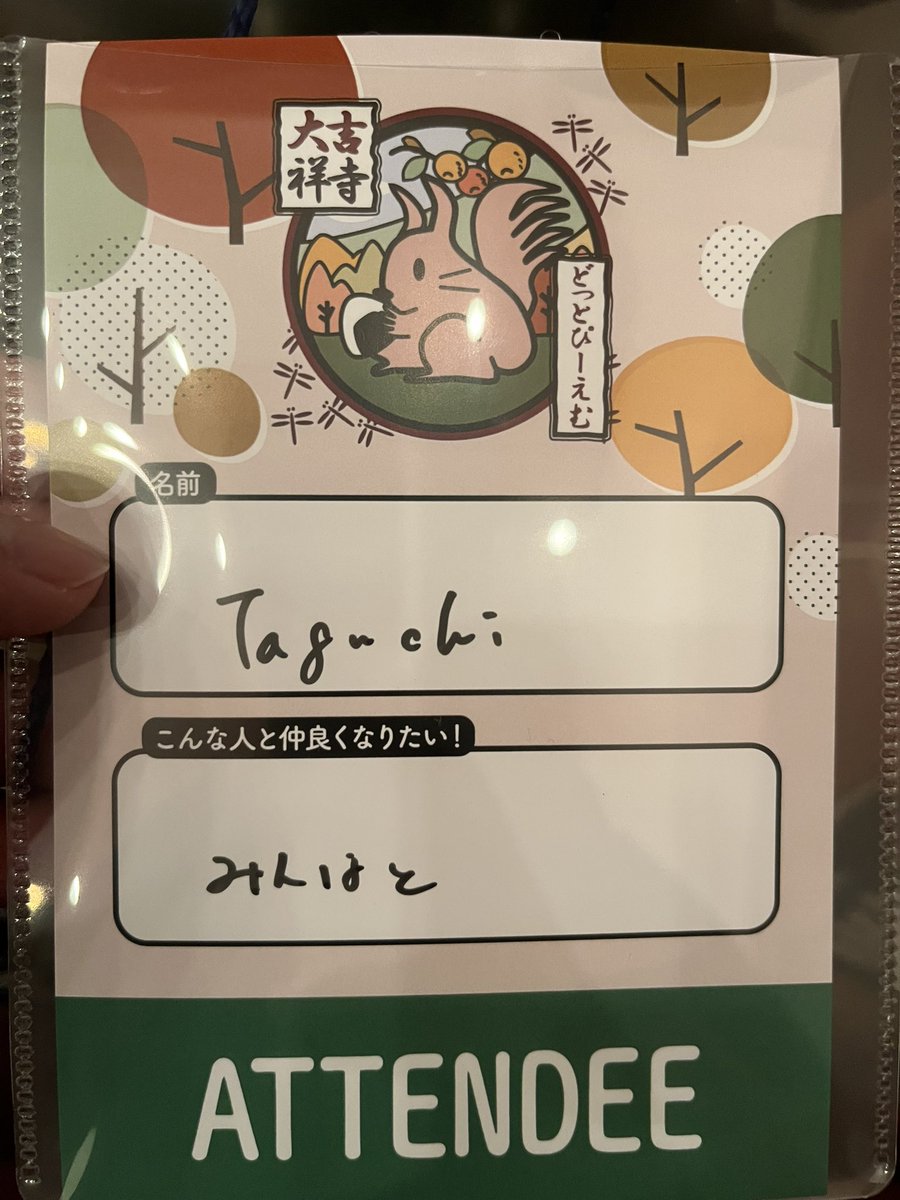 大吉
祥寺
どっとぴーえむ
名前
Taguchi
こんな人と仲良くなりたい!
みんなと
ATTENDEE